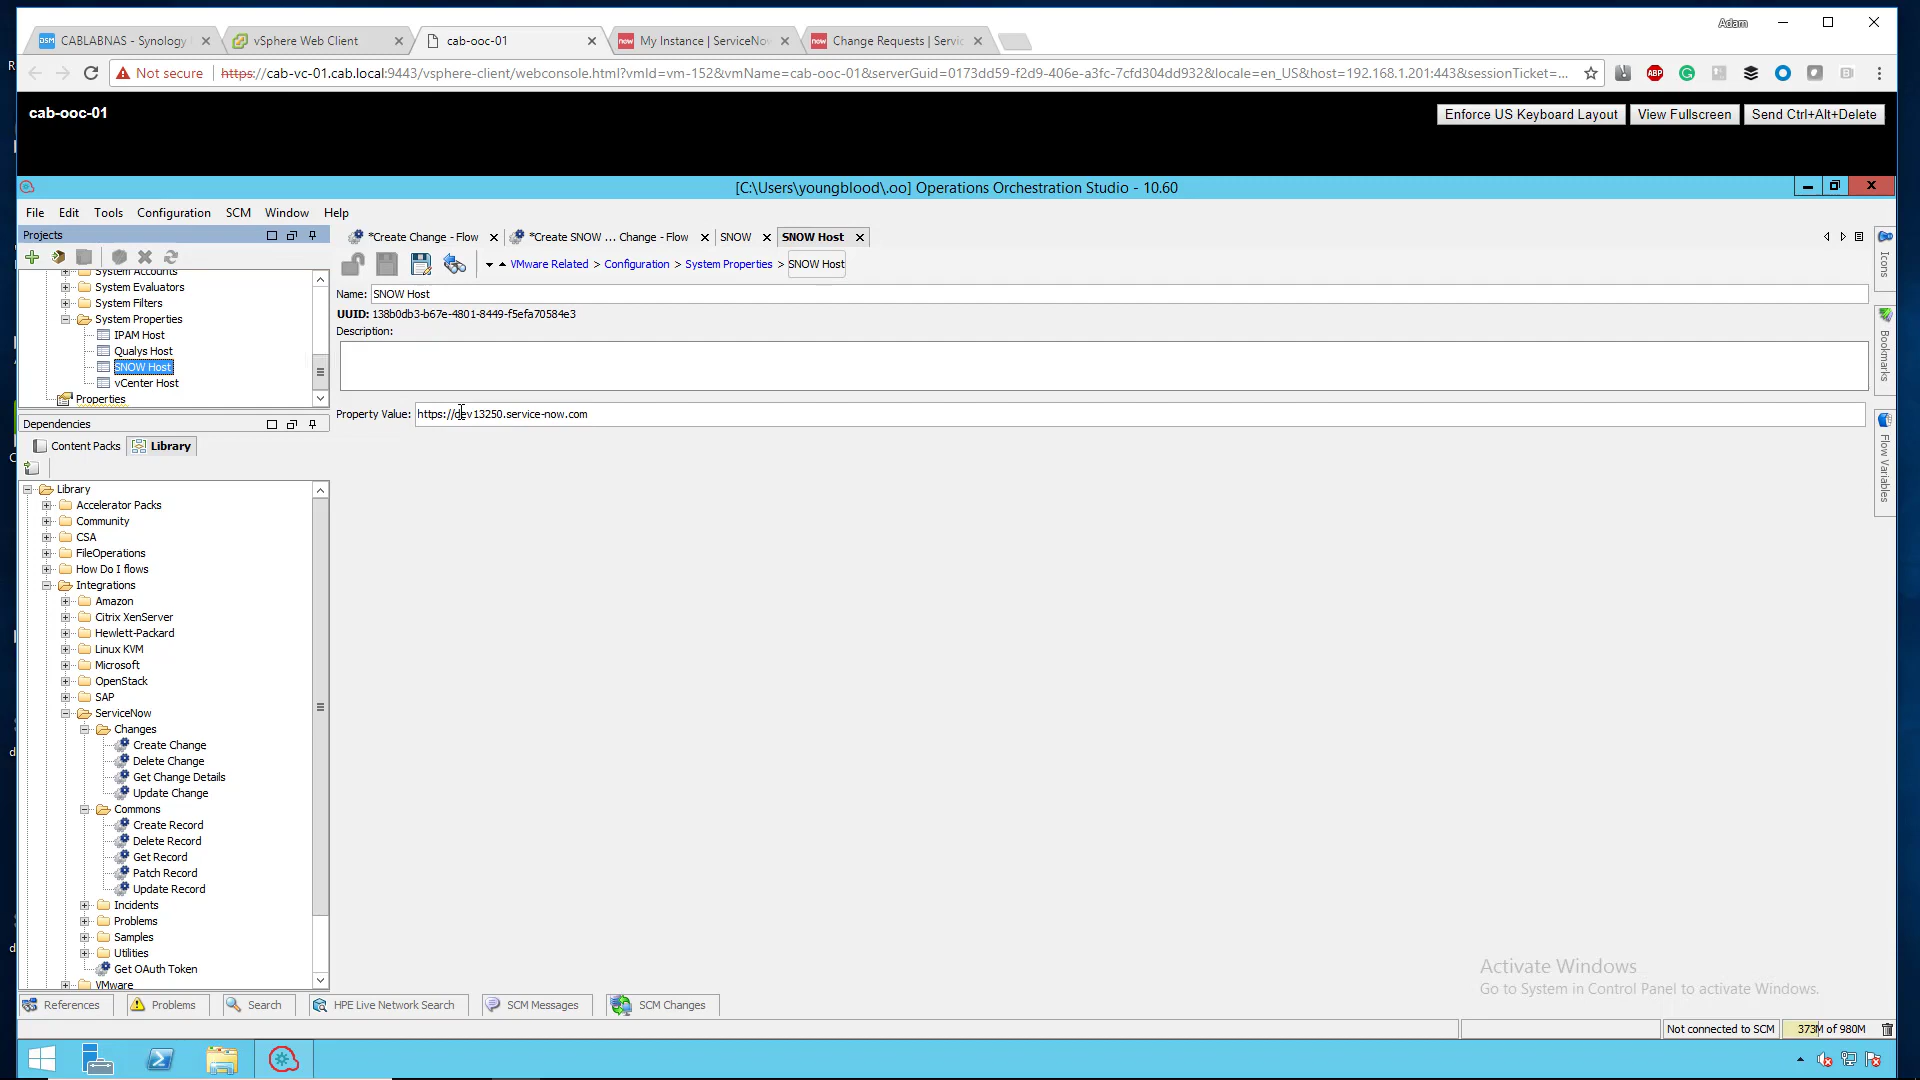 Adam
CABLABNAS - Synology
vSphere Web Client
cab-ooc-01
My Instance | ServiceNo
Change Requests | Servic
Not secure
https://cab-vc-01.cab.local:9443/vsphere-client/webconsole.html?vmId=vm-152&vmName=cab-ooc-01&serverGuid=0173dd59-f2d9-406e-a3fc-7cfd304dd932&locale=en_US&host=192.168.1.201:443&sessionTicket=...
cab-ooc-01
Enforce US Keyboard Layout
View Fullscreen
Send Ctrl+Alt+Delete
[C:\Users\youngblood\.oo] Operations Orchestration Studio - 10.60
File Edit Tools Configuration SCM Window Help
Projects
*Create Change - Flow
*Create SNOW ... Change - Flow
SNOW
SNOW Host
VMware Related > Configuration > System Properties > SNOW Host
Name: SNOW Host
UUID: 138b0db3-b67e-4801-8449-f5efa70584e3
Description:
Property Value: https://dev13250.service-now.com
System Accounts
System Evaluators
System Filters
System Properties
IPAM Host
Qualys Host
SNOW Host
vCenter Host
Properties
Dependencies
Content Packs
Library
Library
Accelerator Packs
Community
CSA
FileOperations
How Do I flows
Integrations
Amazon
Citrix XenServer
Hewlett-Packard
Linux KVM
Microsoft
OpenStack
SAP
ServiceNow
Changes
Create Change
Delete Change
Get Change Details
Update Change
Commons
Create Record
Delete Record
Get Record
Patch Record
Update Record
Incidents
Problems
Samples
Utilities
Get OAuth Token
VMware
Icons
Bookmarks
Flow Variables
Activate Windows
Go to System in Control Panel to activate Windows.
References
Problems
Search
HPE Live Network Search
SCM Messages
SCM Changes
Not connected to SCM
373M of 980M